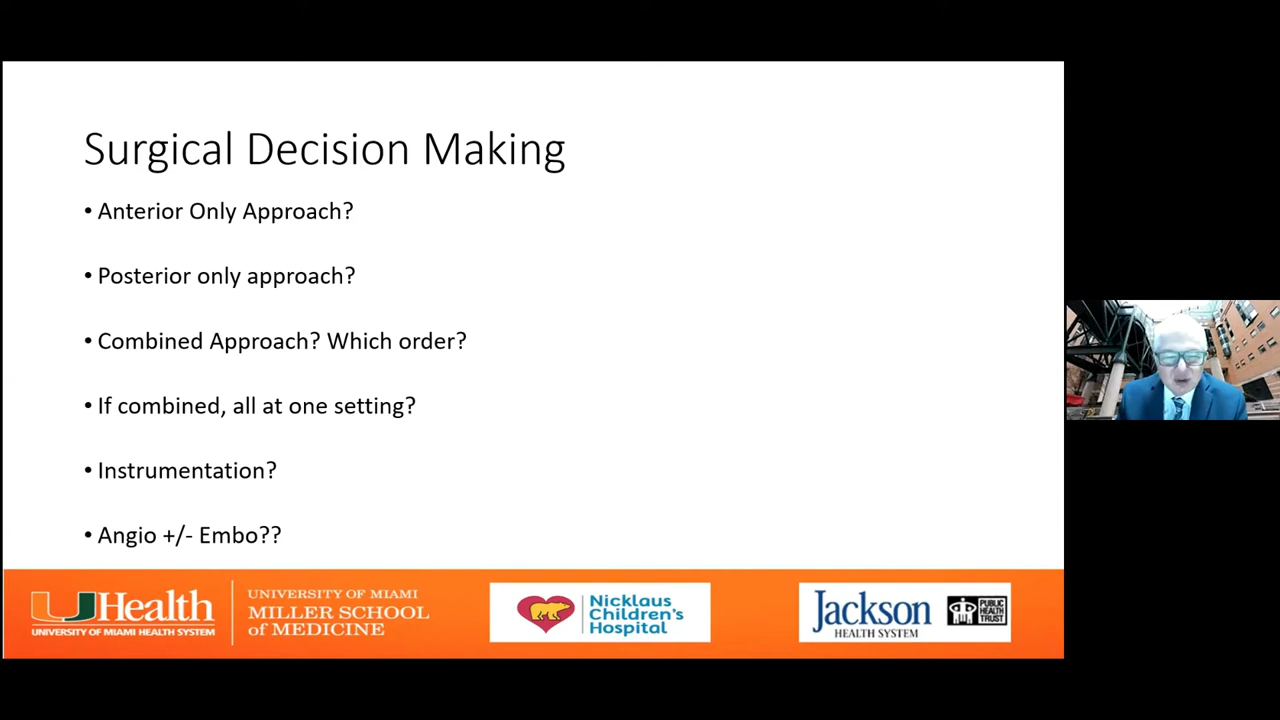 Surgical Decision Making
• Anterior Only Approach?
• Posterior only approach?
• Combined Approach? Which order?
• If combined, all at one setting?
• Instrumentation?
• Angio +/- Embo??
UHealth
UNIVERSITY OF MIAMI HEALTH SYSTEM
UNIVERSITY OF MIAMI
MILLER SCHOOL
of MEDICINE
Nicklaus
Children's
Hospital
Jackson
HEALTH SYSTEM
PUBLIC
HEALTH
TRUST